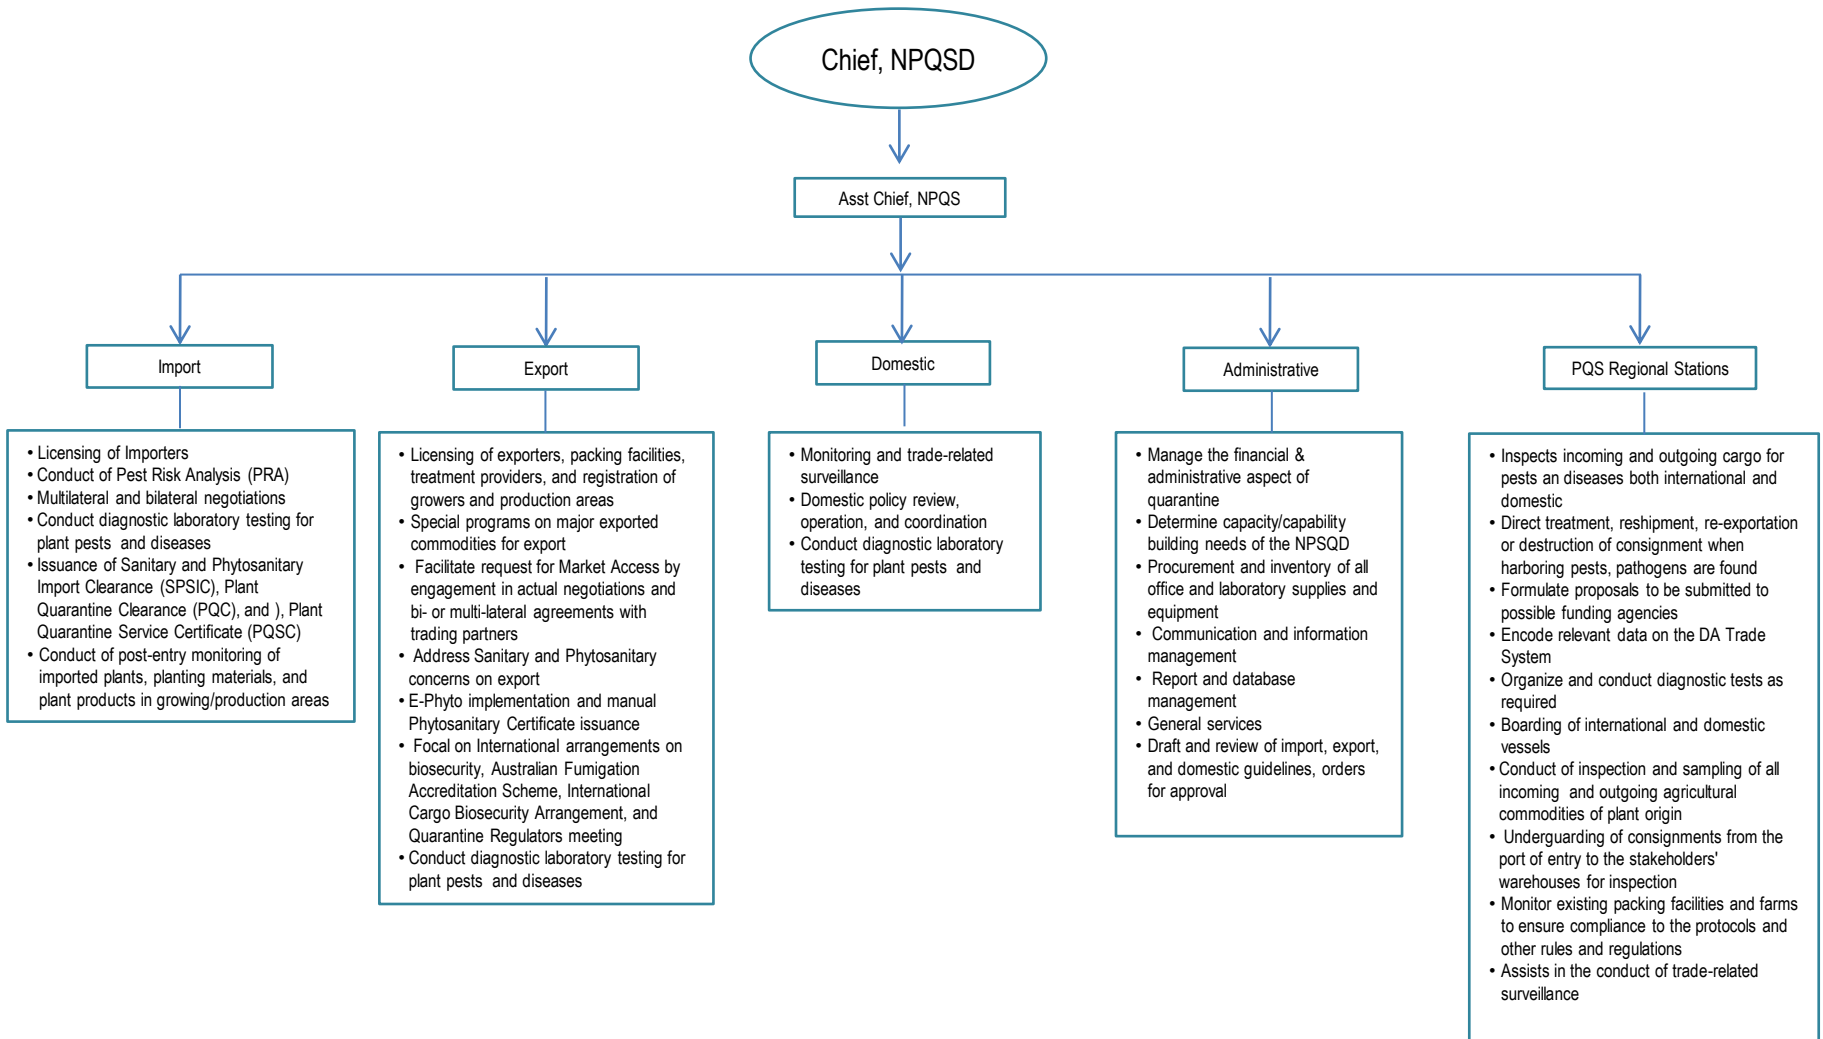 Chief, NPQSD
Asst Chief, NPQS
Import
Export
Domestic
Administrative
PQS Regional Stations
• Licensing of Importers
• Conduct of Pest Risk Analysis (PRA)
• Multilateral and bilateral negotiations
• Conduct diagnostic laboratory testing for
plant pests and diseases
• Issuance of Sanitary and Phytosanitary
Import Clearance (SPSIC), Plant
Quarantine Clearance (PQC), and ), Plant
Quarantine Service Certificate (PQSC)
• Conduct of post-entry monitoring of
imported plants, planting materials, and
plant products in growing/production areas
• Licensing of exporters, packing facilities,
treatment providers, and registration of
growers and production areas
• Special programs on major exported
commodities for export
• Facilitate request for Market Access by
engagement in actual negotiations and
bi- or multi-lateral agreements with
trading partners
• Address Sanitary and Phytosanitary
concerns on export
• E-Phyto implementation and manual
Phytosanitary Certificate issuance
• Focal on International arrangements on
biosecurity, Australian Fumigation
Accreditation Scheme, International
Cargo Biosecurity Arrangement, and
Quarantine Regulators meeting
• Conduct diagnostic laboratory testing for
plant pests and diseases
• Monitoring and trade-related
surveillance
• Domestic policy review,
operation, and coordination
• Conduct diagnostic laboratory
testing for plant pests and
diseases
• Manage the financial &
administrative aspect of
quarantine
• Determine capacity/capability
building needs of the NPSQD
• Procurement and inventory of all
office and laboratory supplies and
equipment
• Communication and information
management
• Report and database
management
• General services
• Draft and review of import, export,
and domestic guidelines, orders
for approval
• Inspects incoming and outgoing cargo for
pests an diseases both international and
domestic
• Direct treatment, reshipment, re-exportation
or destruction of consignment when
harboring pests, pathogens are found
• Formulate proposals to be submitted to
possible funding agencies
• Encode relevant data on the DA Trade
System
• Organize and conduct diagnostic tests as
required
• Boarding of international and domestic
vessels
• Conduct of inspection and sampling of all
incoming and outgoing agricultural
commodities of plant origin
• Underguarding of consignments from the
port of entry to the stakeholders'
warehouses for inspection
• Monitor existing packing facilities and farms
to ensure compliance to the protocols and
other rules and regulations
• Assists in the conduct of trade-related
surveillance